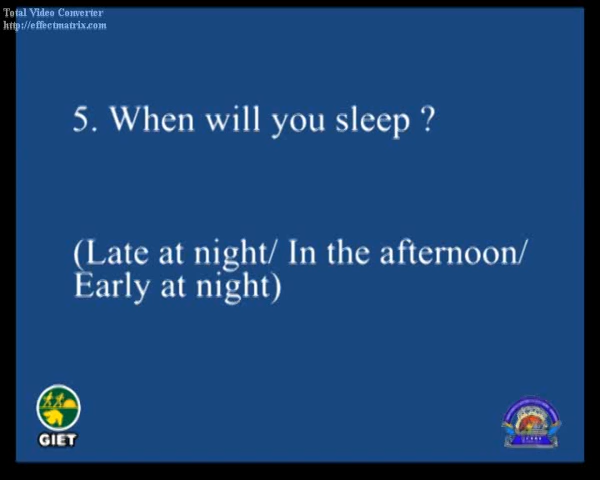 Total Video Converter
http://effectmatrix.com
5. When will you sleep ?
(Late at night/ In the afternoon/
Early at night)
GIET